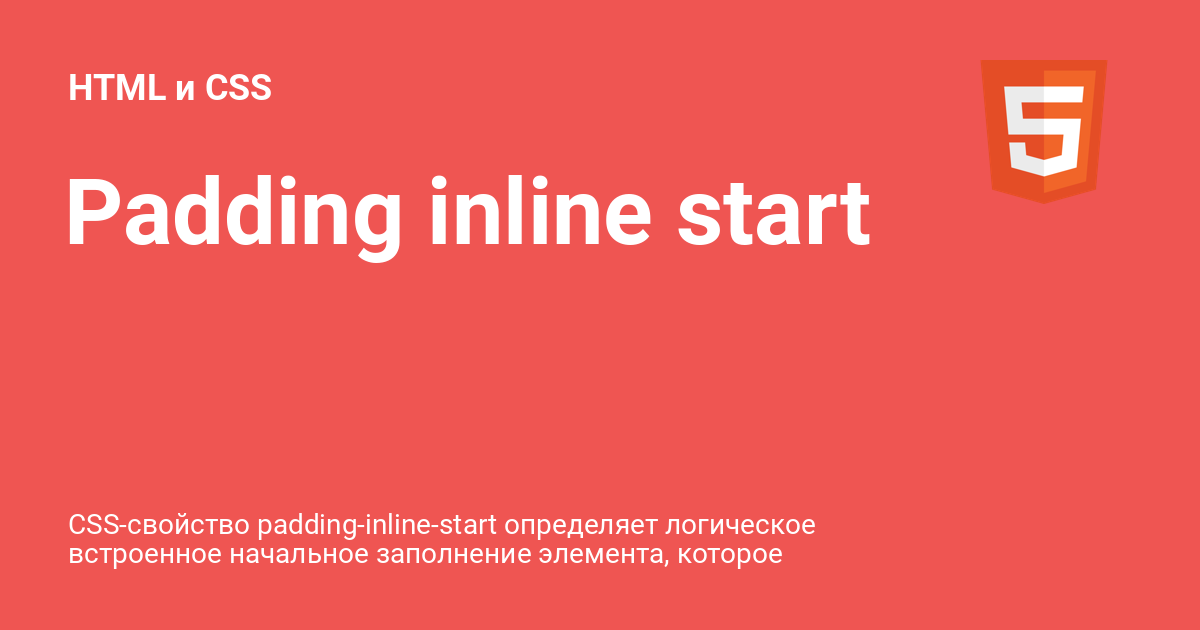 HTML и CSS
Padding inline start
CSS-свойство padding-inline-start определяет логическое
встроенное начальное заполнение элемента, которое